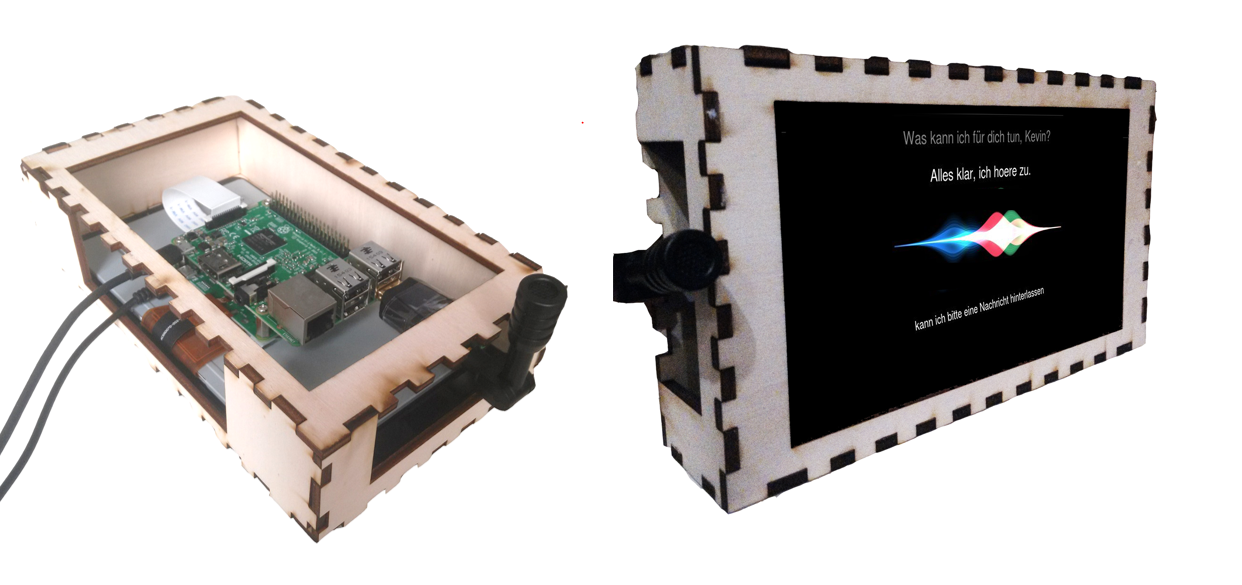 Was kann ich für dich tun, Kevin?
Alles klar, ich hoere zu.
kann ich bitte eine Nachricht hinterlassen